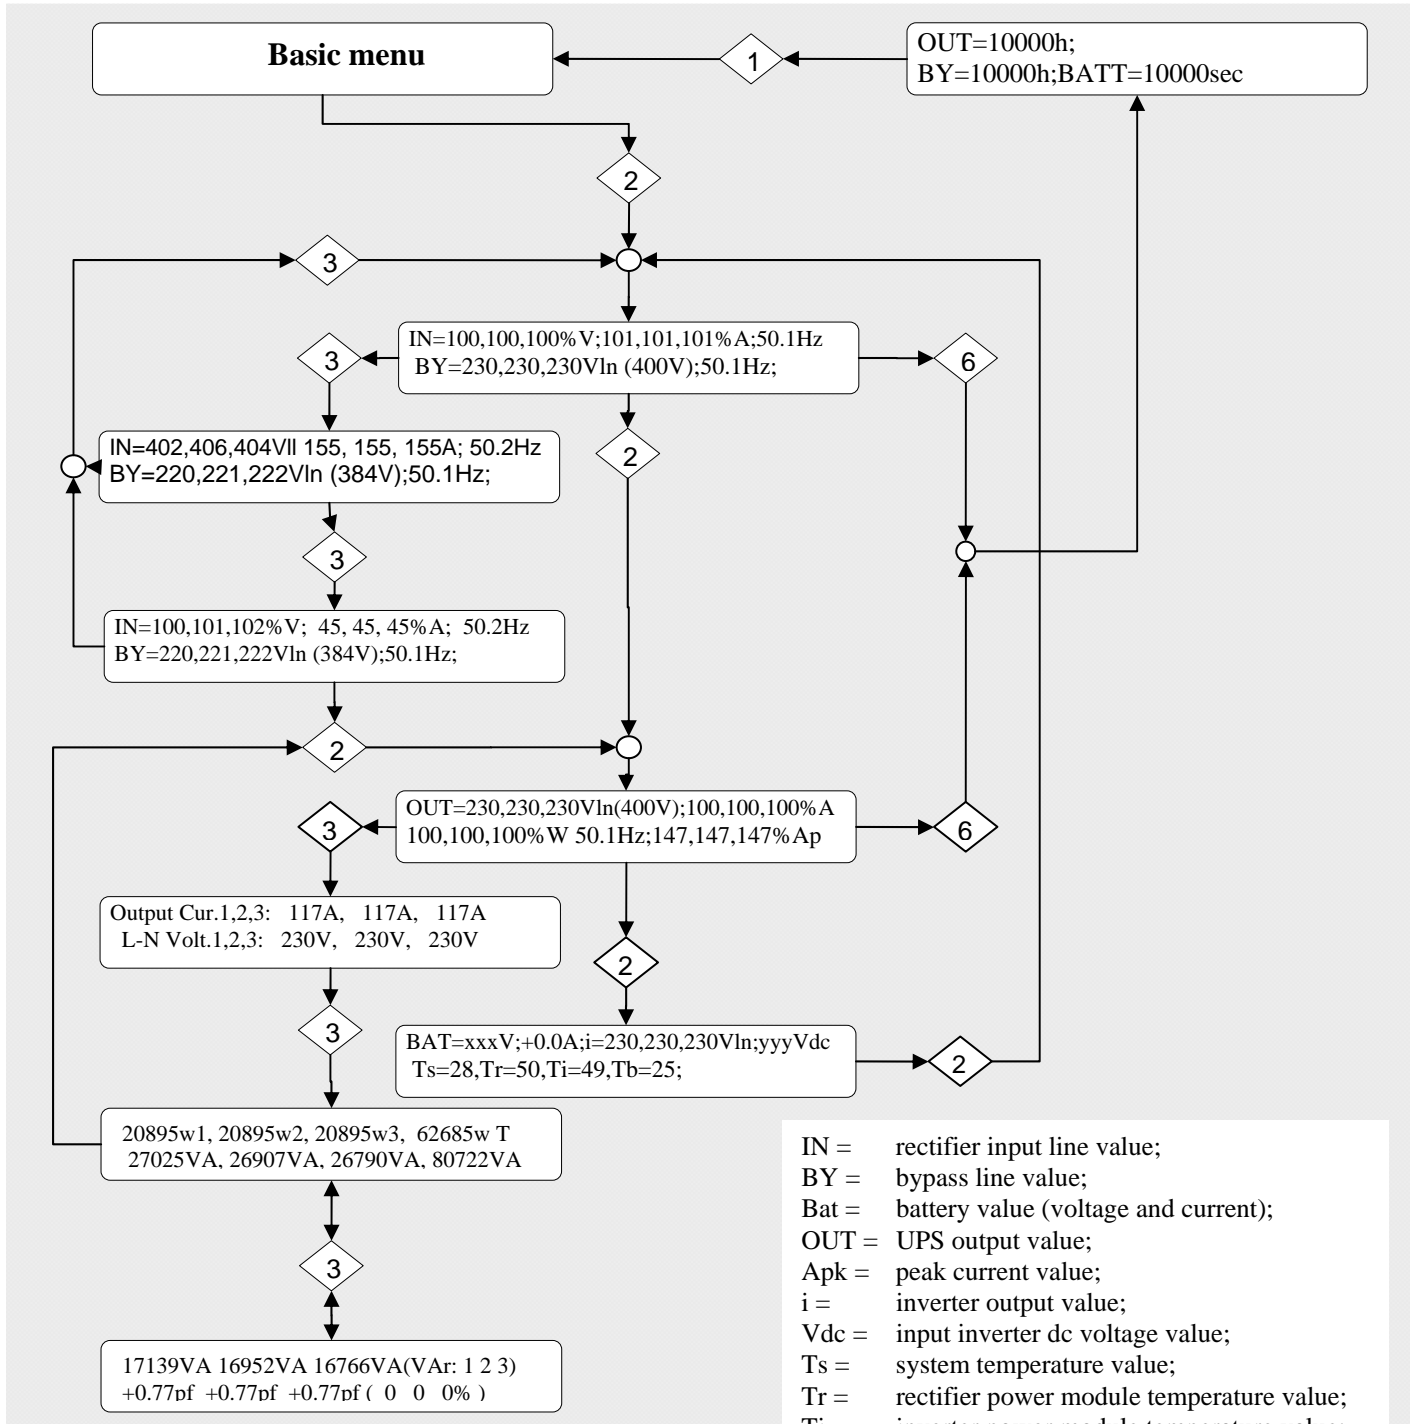 Basic menu
1
OUT=10000h;
BY=10000h;BATT=10000sec
2
3
IN=100,100,100%V;101,101,101%A;50.1Hz
BY=230,230,230Vln (400V);50.1Hz;
3
6
IN=402,406,404Vll 155, 155, 155A; 50.2Hz
BY=220,221,222Vln (384V);50.1Hz;
2
3
IN=100,101,102%V; 45, 45, 45%A; 50.2Hz
BY=220,221,222Vln (384V);50.1Hz;
2
OUT=230,230,230Vln(400V);100,100,100%A
100,100,100%W 50.1Hz;147,147,147%Ap
3
6
Output Cur.1,2,3: 117A, 117A, 117A
L-N Volt.1,2,3: 230V, 230V, 230V
2
3
BAT=xxxV;+0.0A;i=230,230,230Vln;yyyVdc
Ts=28,Tr=50,Ti=49,Tb=25;
2
20895w1, 20895w2, 20895w3, 62685w T
27025VA, 26907VA, 26790VA, 80722VA
3
17139VA 16952VA 16766VA(VAr: 1 2 3)
+0.77pf +0.77pf +0.77pf ( 0 0 0% )
IN = rectifier input line value;
BY = bypass line value;
Bat = battery value (voltage and current);
OUT = UPS output value;
Apk = peak current value;
i = inverter output value;
Vdc = input inverter dc voltage value;
Ts = system temperature value;
Tr = rectifier power module temperature value;
Ti = inverter power module temperature value;